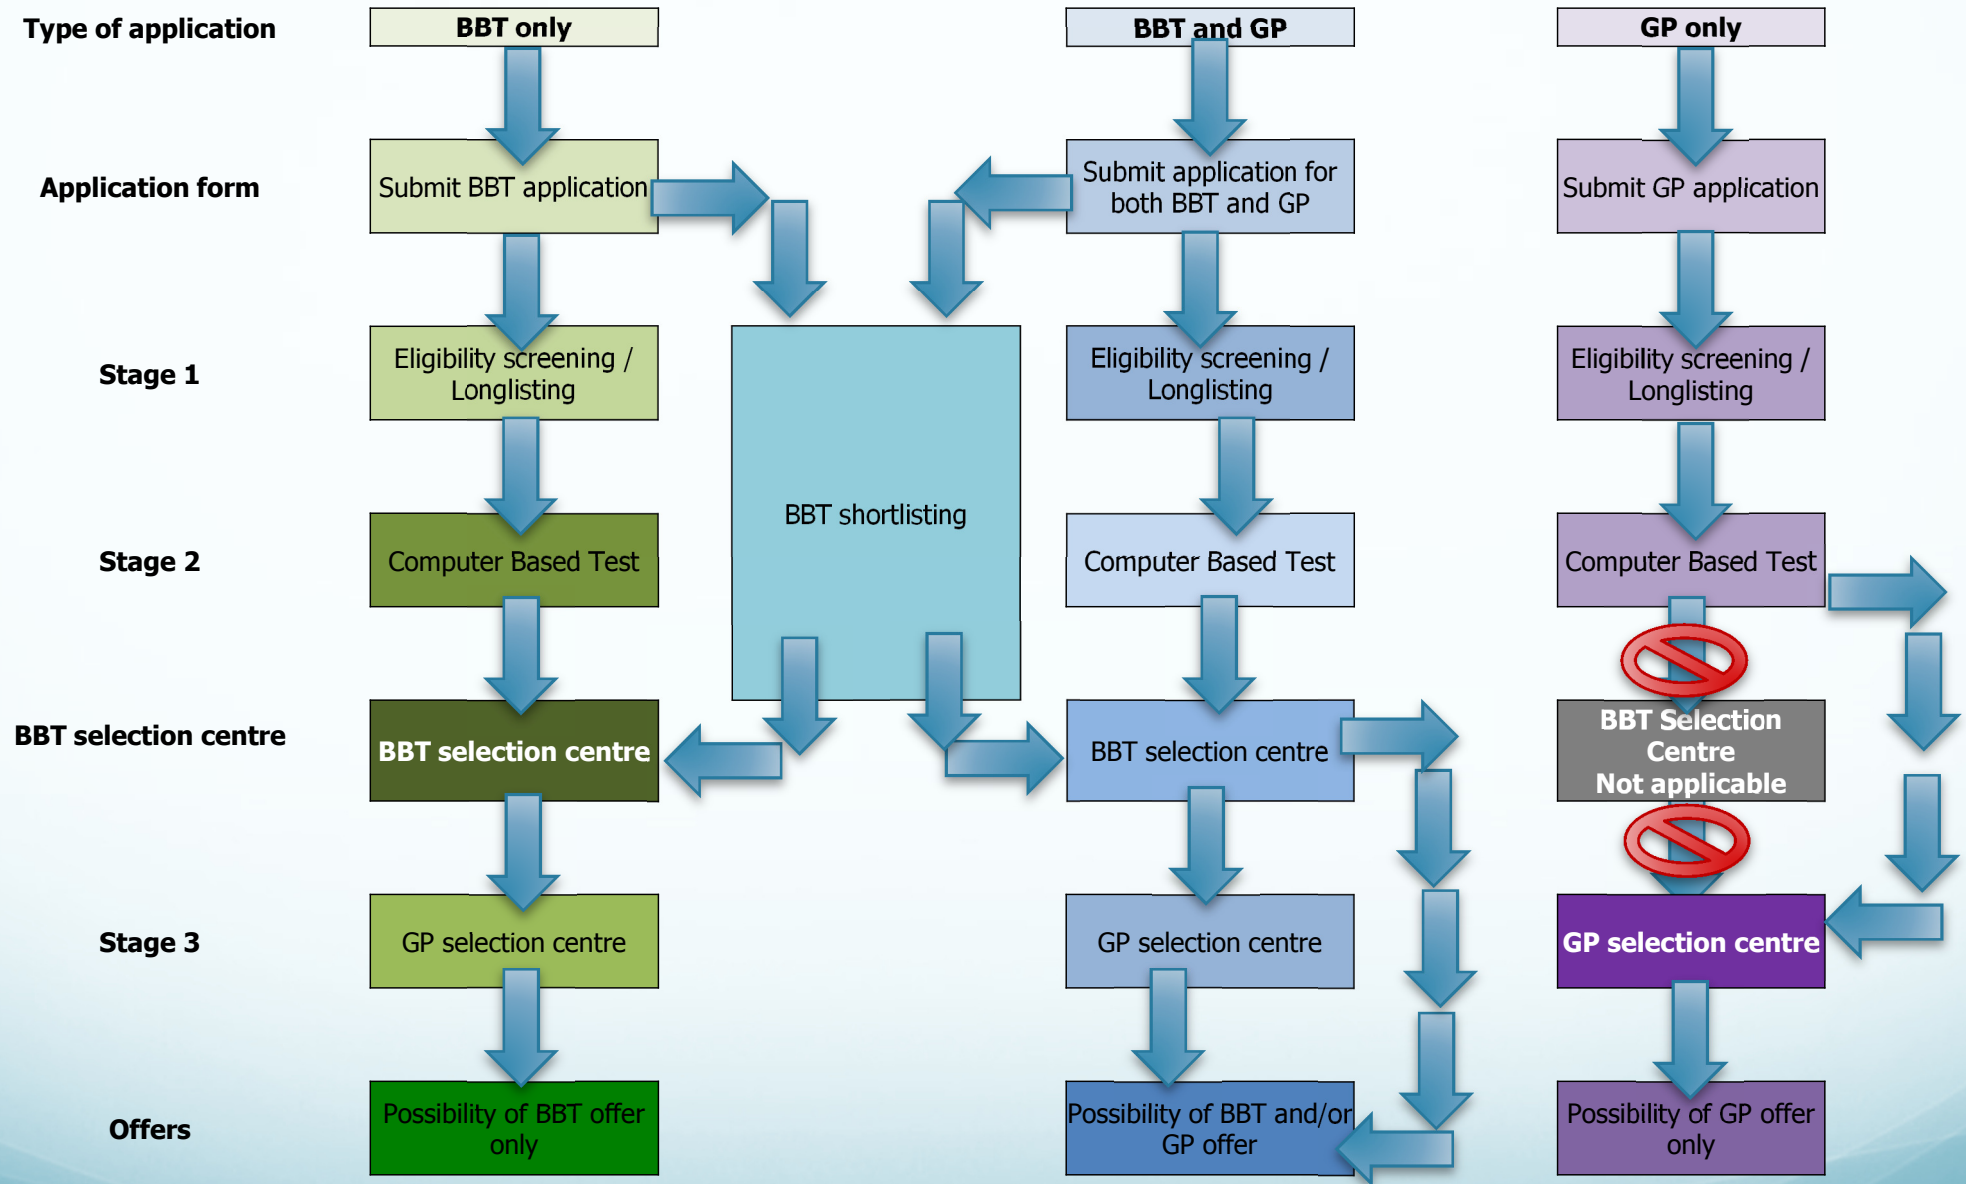 Type of application
BBT only
BBT and GP
GP only
Application form
Submit BBT application
Submit application for
both BBT and GP
Submit GP application
Stage 1
Eligibility screening /
Longlisting
BBT shortlisting
Eligibility screening /
Longlisting
Eligibility screening /
Longlisting
Stage 2
Computer Based Test
Computer Based Test
Computer Based Test
BBT selection centre
BBT selection centre
BBT selection centre
BBT Selection
Centre
Not applicable
Stage 3
GP selection centre
GP selection centre
GP selection centre
Offers
Possibility of BBT offer
only
Possibility of BBT and/or
GP offer
Possibility of GP offer
only